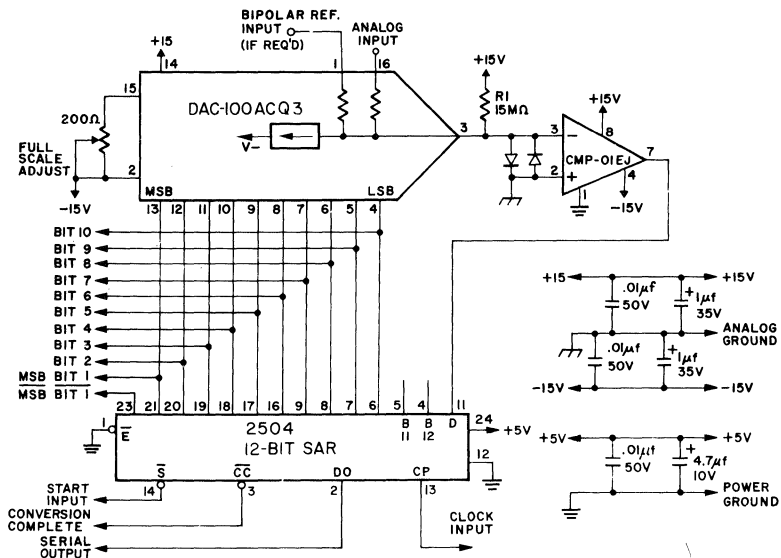 BIPOLAR REF.
INPUT
(IF REQ'D)
ANALOG
INPUT
+15
14
1
16
+15V
15
DAC-100ACQ3
R1
15MΩ
+15V
200Ω
3
3
8
7
V-
CMP-01EJ
FULL
SCALE
ADJUST
2
2
4
1
-15V
-15V
MSB
LSB
13
12
11
10
9
8
7
6
5
4
BIT 10
BIT 9
BIT 8
BIT 7
BIT 6
BIT 5
BIT 4
BIT 3
BIT 2
MSB BIT 1
MSB BIT 1
+15
+15V
.01µf
50V
+
1µf
35V
ANALOG
GROUND
.01µf
50V
+
1µf
35V
-15V
-15V
23
21
20
19
18
17
16
9
8
7
6
5
4
11
1
E
2504
12-BIT SAR
B
11
B
12
D
24
+5V
12
S
CC
DO
CP
14
3
2
13
START
INPUT
CONVERSION
COMPLETE
SERIAL
OUTPUT
CLOCK
INPUT
+5V
+5V
.01µf
50V
+
4.7µf
10V
POWER
GROUND